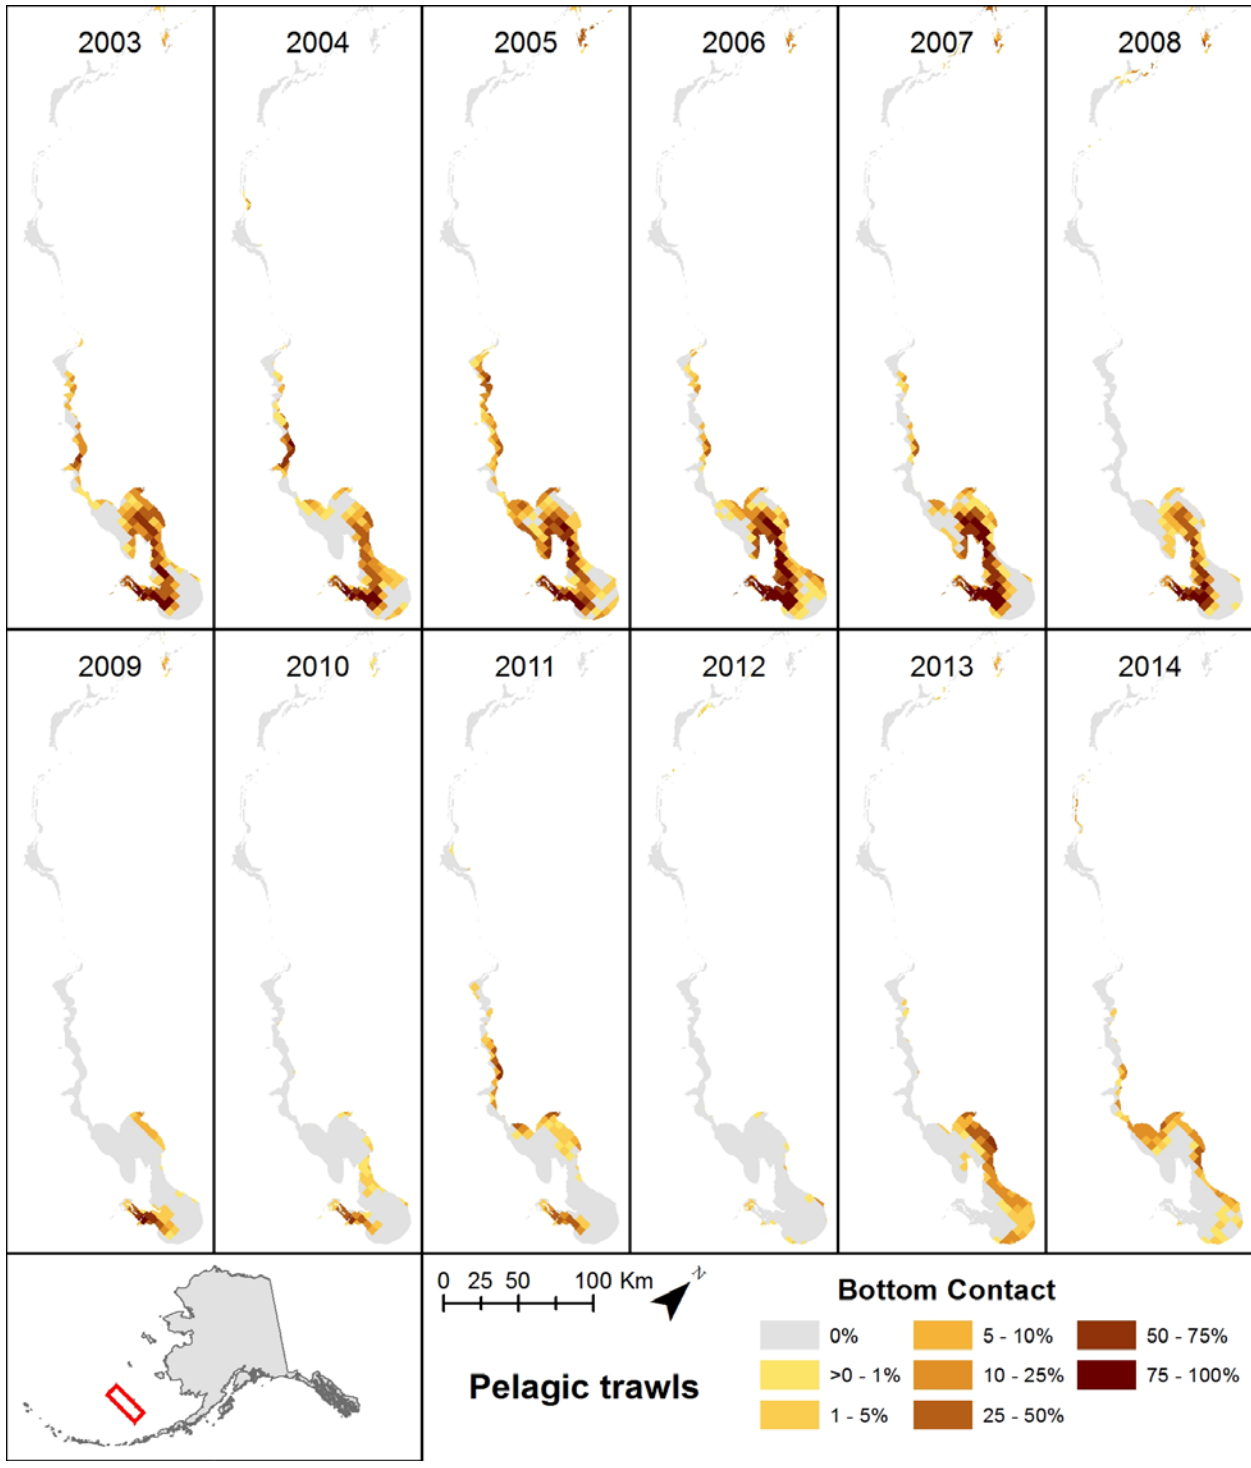 2003 2004 2005 2006 2007 2008
2009 2010 2011 2012 2013 2014
0 25 50 100 Km
N
Pelagic trawls
Bottom Contact
0% 5 - 10% 50 - 75%
>0 - 1% 10 - 25% 75 - 100%
1 - 5% 25 - 50%